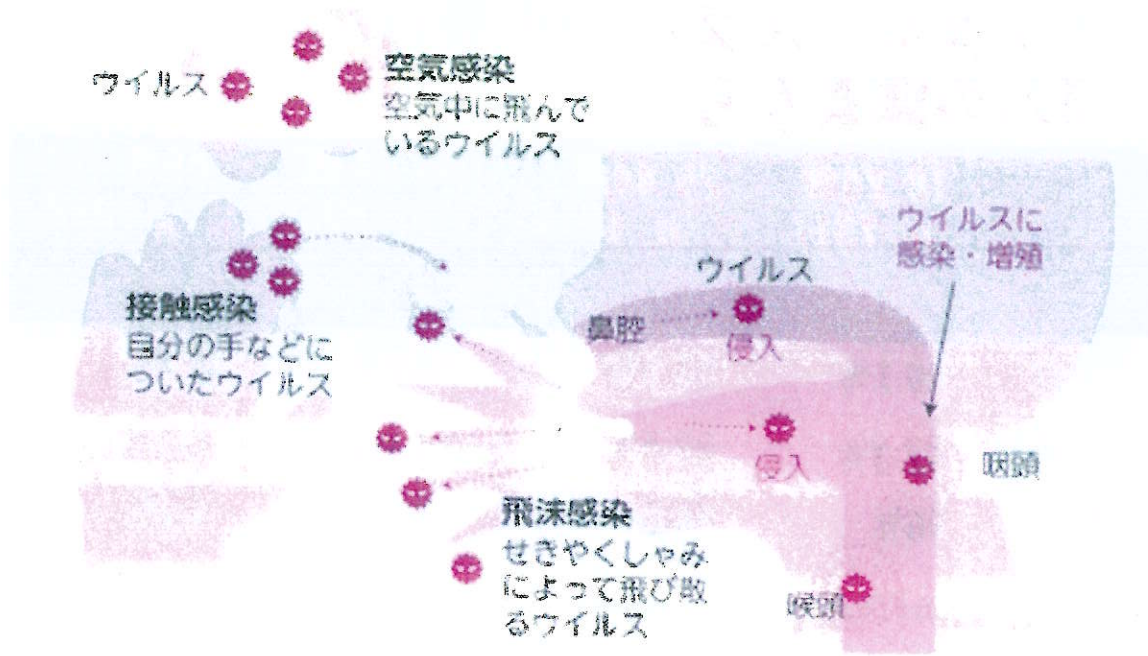 ウイルス
空気感染
空気中に飛んで
いるウイルス
ウイルスに
感染・増殖
ウイルス
鼻腔
侵入
接触感染
自分の手などに
ついたウイルス
侵入
咽頭
飛沫感染
せきやくしゃみ
によって飛び散
るウイルス
喉頭